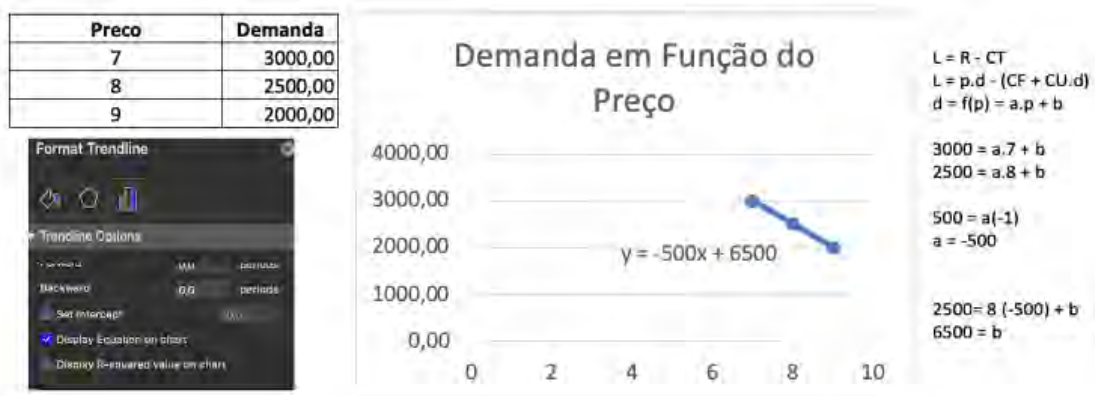 Preco Demanda
7 3000,00
8 2500,00
9 2000,00
Format Trendline
Trendline Options
0,0 periods
Backward 0,0 periods
Set Intercept
Display Equation on chart
Display R-squared value on chart
Demanda em Função do
Preço
4000,00
3000,00
2000,00
1000,00
0,00
y = -500x + 6500
0 2 4 6 8 10
L = R - CT
L = p.d - (CF + CU.d)
d = f(p) = a.p + b
3000 = a.7 + b
2500 = a.8 + b
500 = a(-1)
a = -500
2500= 8 (-500) + b
6500 = b